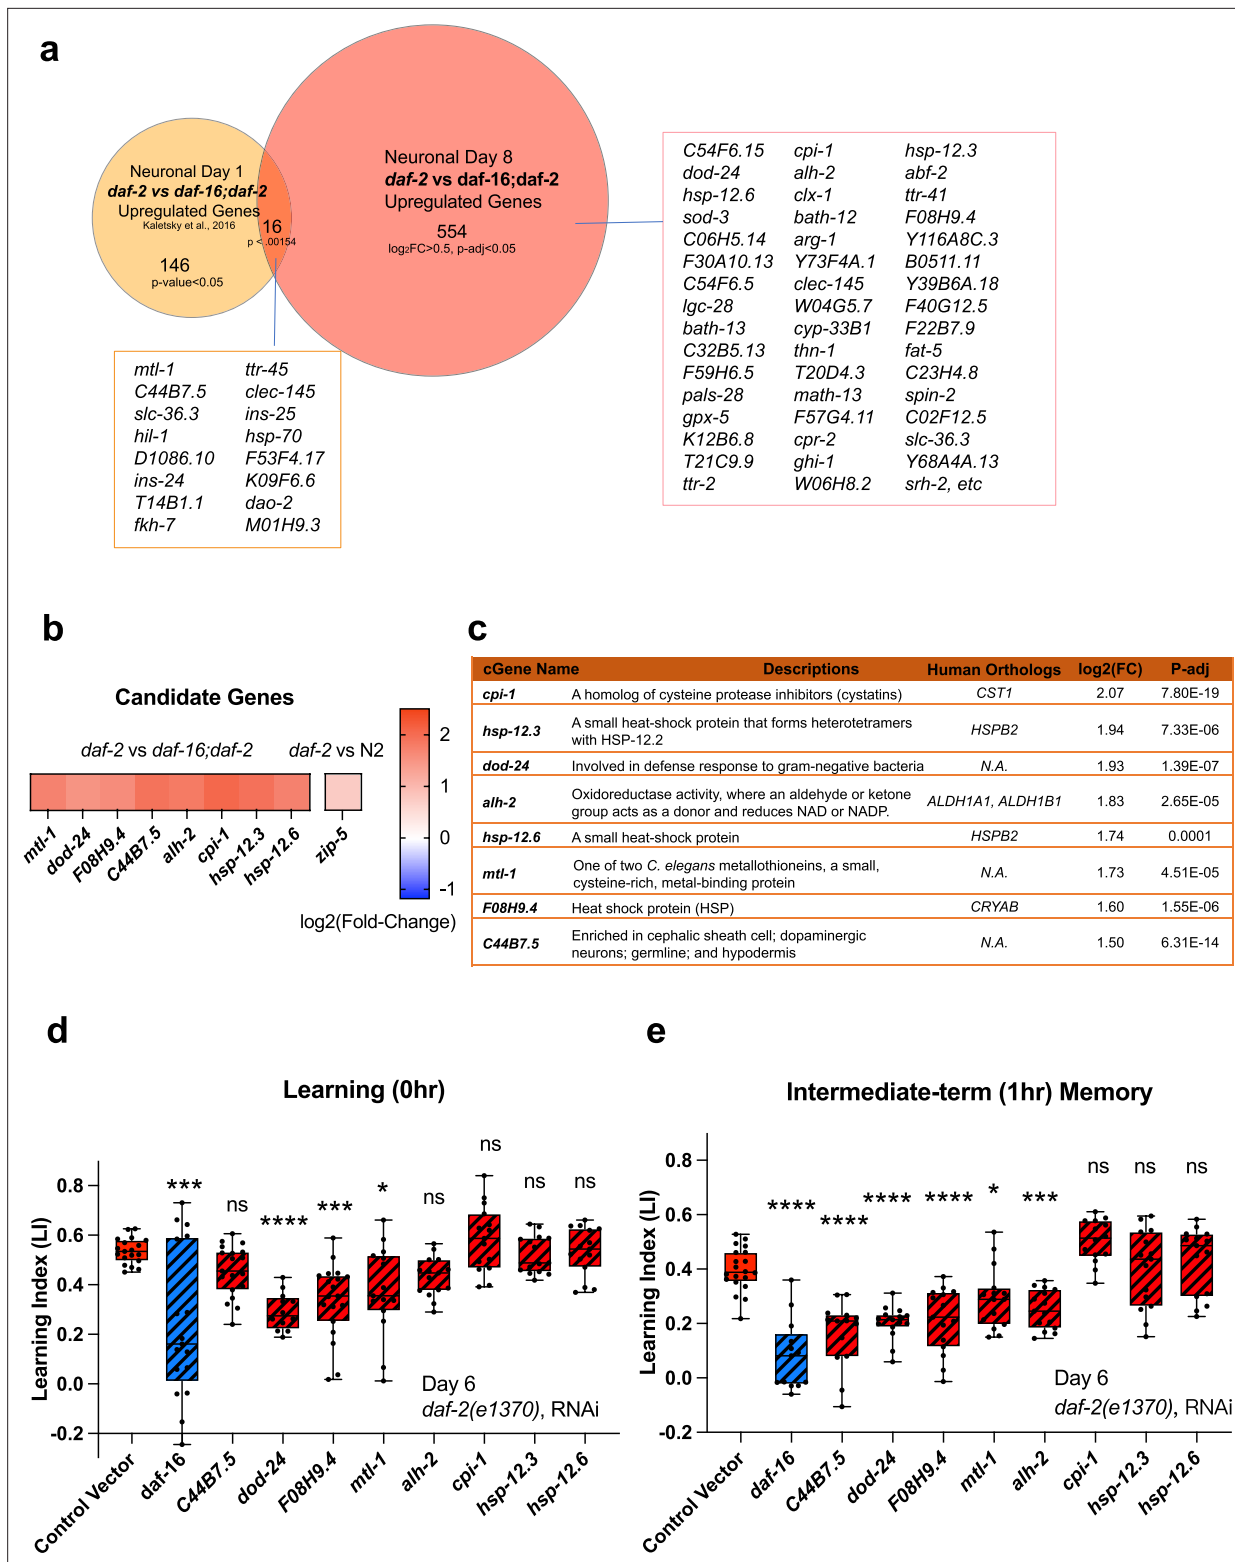 a
Neuronal Day 1
daf-2 vs daf-16;daf-2
Upregulated Genes
Kaletsky et al., 2016
16
p < .00154
146
p-value<0.05
Neuronal Day 8
daf-2 vs daf-16;daf-2
Upregulated Genes
554
log2FC>0.5, p-adj<0.05
C54F6.15 cpi-1 hsp-12.3
dod-24 alh-2 abf-2
hsp-12.6 clx-1 ttr-41
sod-3 bath-12 F08H9.4
C06H5.14 arg-1 Y116A8C.3
F30A10.13 Y73F4A.1 B0511.11
C54F6.5 clec-145 Y39B6A.18
lgc-28 W04G5.7 F40G12.5
bath-13 cyp-33B1 F22B7.9
C32B5.13 thn-1 fat-5
F59H6.5 T20D4.3 C23H4.8
pals-28 math-13 spin-2
gpx-5 F57G4.11 C02F12.5
K12B6.8 cpr-2 slc-36.3
T21C9.9 ghi-1 Y68A4A.13
ttr-2 W06H8.2 srh-2, etc
mtl-1 ttr-45
C44B7.5 clec-145
slc-36.3 ins-25
hil-1 hsp-70
D1086.10 F53F4.17
ins-24 K09F6.6
T14B1.1 dao-2
fkh-7 M01H9.3
b
Candidate Genes
daf-2 vs daf-16;daf-2 daf-2 vs N2
mtl-1 dod-24 F08H9.4 C44B7.5 alh-2 cpi-1 hsp-12.3 hsp-12.6 zip-5
2
1
0
-1
log2(Fold-Change)
c
cGene Name Descriptions Human Orthologs log2(FC) P-adj
cpi-1 A homolog of cysteine protease inhibitors (cystatins) CST1 2.07 7.80E-19
hsp-12.3 A small heat-shock protein that forms heterotetramers with HSP-12.2 HSPB2 1.94 7.33E-06
dod-24 Involved in defense response to gram-negative bacteria N.A. 1.93 1.39E-07
alh-2 Oxidoreductase activity, where an aldehyde or ketone group acts as a donor and reduces NAD or NADP. ALDH1A1, ALDH1B1 1.83 2.65E-05
hsp-12.6 A small heat-shock protein HSPB2 1.74 0.0001
mtl-1 One of two C. elegans metallothioneins, a small, cysteine-rich, metal-binding protein N.A. 1.73 4.51E-05
F08H9.4 Heat shock protein (HSP) CRYAB 1.60 1.55E-06
C44B7.5 Enriched in cephalic sheath cell; dopaminergic neurons; germline; and hypodermis N.A. 1.50 6.31E-14
d
Learning (0hr)
Learning Index (LI)
0.8
0.6
0.4
0.2
0.0
-0.2
*** ns **** *** * ns ns ns ns
Day 6
daf-2(e1370), RNAi
Control Vector daf-16 C44B7.5 dod-24 F08H9.4 mtl-1 alh-2 cpi-1 hsp-12.3 hsp-12.6
e
Intermediate-term (1hr) Memory
Learning Index (LI)
0.8
0.6
0.4
0.2
0.0
-0.2
**** **** **** **** * *** ns ns ns
Day 6
daf-2(e1370), RNAi
Control Vector daf-16 C44B7.5 dod-24 F08H9.4 mtl-1 alh-2 cpi-1 hsp-12.3 hsp-12.6